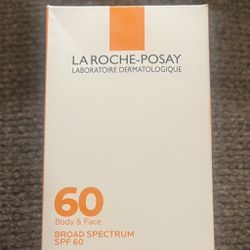 LA ROCHE-POSAY
LABORATOIRE DERMATOLOGIQUE
60
Body & Face
BROAD SPECTRUM
SPF 60